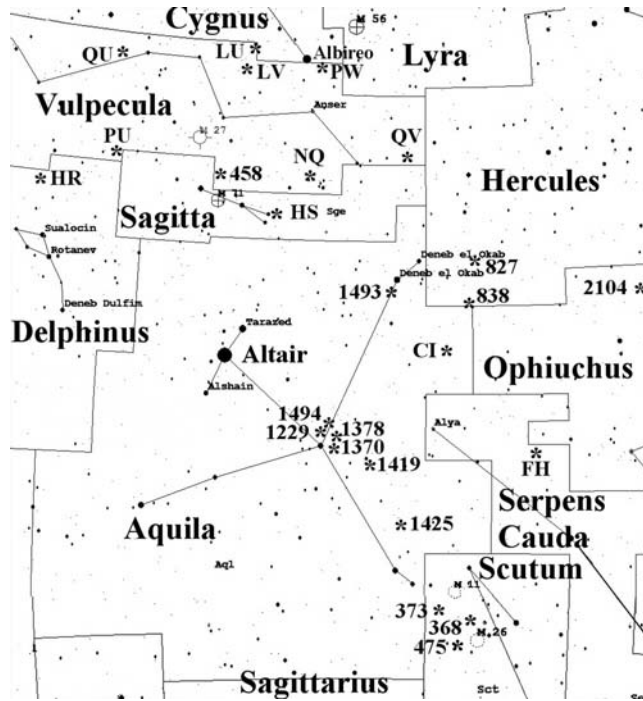 Cygnus
M 56
QU * LU * Albireo
LV * * PW
Lyra
Vulpecula
Anser
PU
M 27
QV
* 458 NQ
HR *
Hercules
M 71
Sagitta
* HS Sge
Sualocin
Rotanev
Deneb el Okab
* 827
Deneb el Okab
1493 *
2104 *
838
Deneb Dulfim
Delphinus
Tarazed
Altair
CI *
Ophiuchus
Alshain
1494 *
1229 * * 1378
* 1370
Alya
* 1419
FH
Serpens
Aquila
* 1425
Cauda
Aql
Scutum
M 11
373 *
368 *
M 26
475 *
Sagittarius
Sct
Se